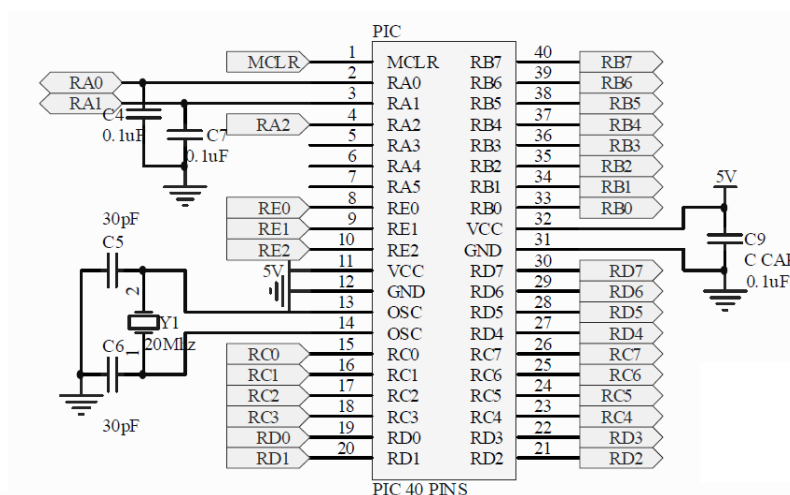 PIC
MCLR 1 MCLR RB7 40 RB7
RA0 2 RA0 RB6 39 RB6
RA1 3 RA1 RB5 38 RB5
C4 RA2 4 RA2 RB4 37 RB4
0.1uF C7 5 RA3 RB3 36 RB3
0.1uF 6 RA4 RB2 35 RB2
7 RA5 RB1 34 RB1 5V
RE0 8 RE0 RB0 33 RB0
30pF RE1 9 RE1 VCC 32
C5 RE2 10 RE2 GND 31 C9
C CAP
5V 11 VCC RD7 30 RD7 0.1uF
2 12 GND RD6 29 RD6
Y1 13 OSC RD5 28 RD5
20Mhz 14 OSC RD4 27 RD4
C6 1 RC0 15 RC0 RC7 26 RC7
RC1 16 RC1 RC6 25 RC6
RC2 17 RC2 RC5 24 RC5
30pF RC3 18 RC3 RC4 23 RC4
RD0 19 RD0 RD3 22 RD3
RD1 20 RD1 RD2 21 RD2
PIC 40 PINS